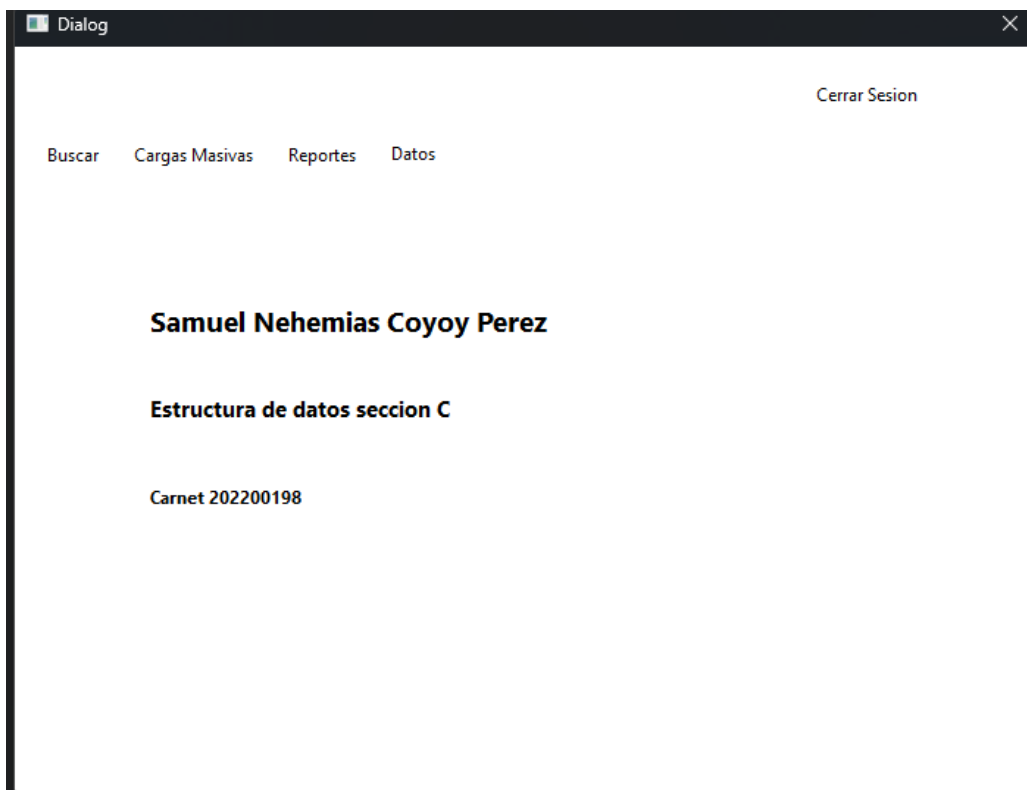 Dialog
Cerrar Sesion
Buscar Cargas Masivas Reportes Datos
Samuel Nehemias Coyoy Perez
Estructura de datos seccion C
Carnet 202200198